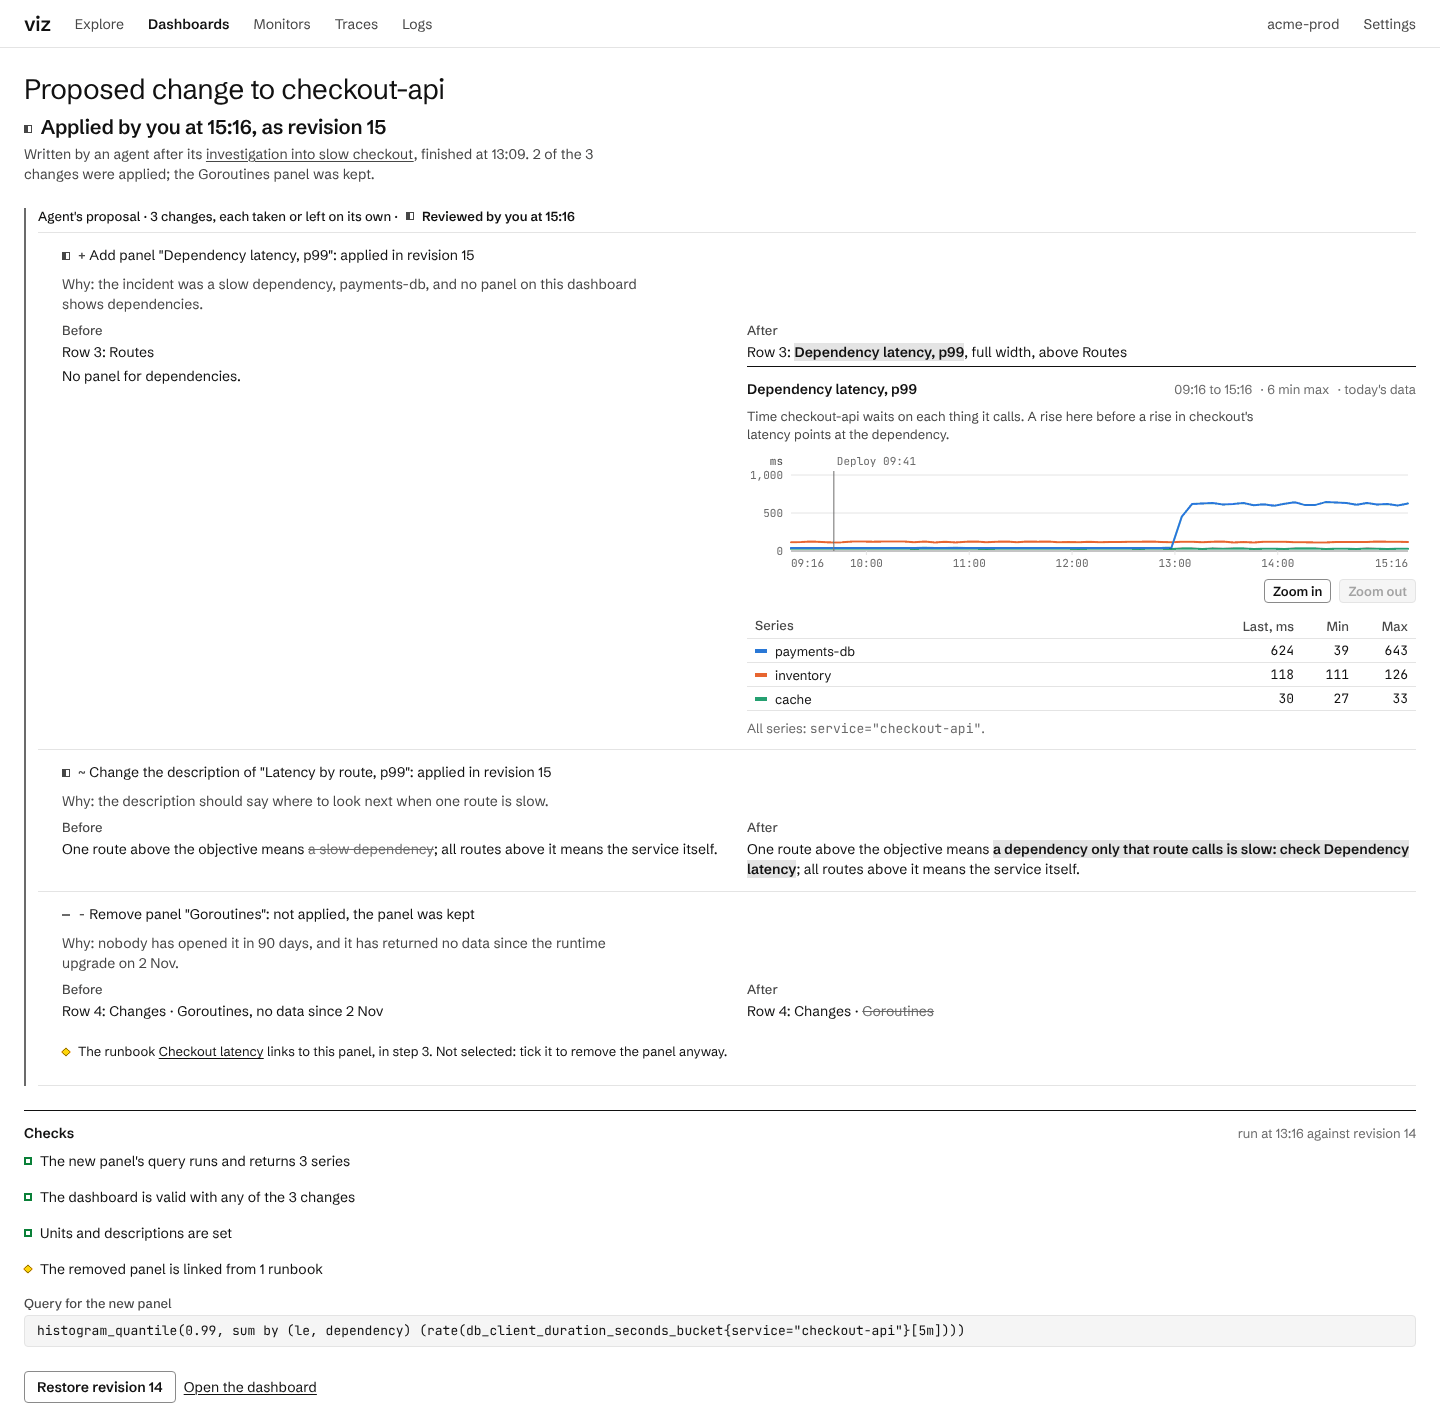 viz Explore Dashboards Monitors Traces Logs acme-prod Settings
Proposed change to checkout-api
Applied by you at 15:16, as revision 15
Written by an agent after its investigation into slow checkout, finished at 13:09. 2 of the 3
changes were applied; the Goroutines panel was kept.
Agent's proposal · 3 changes, each taken or left on its own · Reviewed by you at 15:16
+ Add panel "Dependency latency, p99": applied in revision 15
Why: the incident was a slow dependency, payments-db, and no panel on this dashboard
shows dependencies.
Before
Row 3: Routes
No panel for dependencies.
After
Row 3: Dependency latency, p99, full width, above Routes
Dependency latency, p99 09:16 to 15:16 · 6 min max · today's data
Time checkout-api waits on each thing it calls. A rise here before a rise in checkout's
latency points at the dependency.
ms Deploy 09:41
1,000
500
0
09:16 10:00 11:00 12:00 13:00 14:00 15:16
Zoom in Zoom out
Series Last, ms Min Max
payments-db 624 39 643
inventory 118 111 126
cache 30 27 33
All series: service="checkout-api".
~ Change the description of "Latency by route, p99": applied in revision 15
Why: the description should say where to look next when one route is slow.
Before
One route above the objective means a slow dependency; all routes above it means the service itself.
After
One route above the objective means a dependency only that route calls is slow: check Dependency
latency; all routes above it means the service itself.
- Remove panel "Goroutines": not applied, the panel was kept
Why: nobody has opened it in 90 days, and it has returned no data since the runtime
upgrade on 2 Nov.
Before
Row 4: Changes · Goroutines, no data since 2 Nov
After
Row 4: Changes · Goroutines
The runbook Checkout latency links to this panel, in step 3. Not selected: tick it to remove the panel anyway.
Checks run at 13:16 against revision 14
The new panel's query runs and returns 3 series
The dashboard is valid with any of the 3 changes
Units and descriptions are set
The removed panel is linked from 1 runbook
Query for the new panel
histogram_quantile(0.99, sum by (le, dependency) (rate(db_client_duration_seconds_bucket{service="checkout-api"}[5m])))
Restore revision 14 Open the dashboard